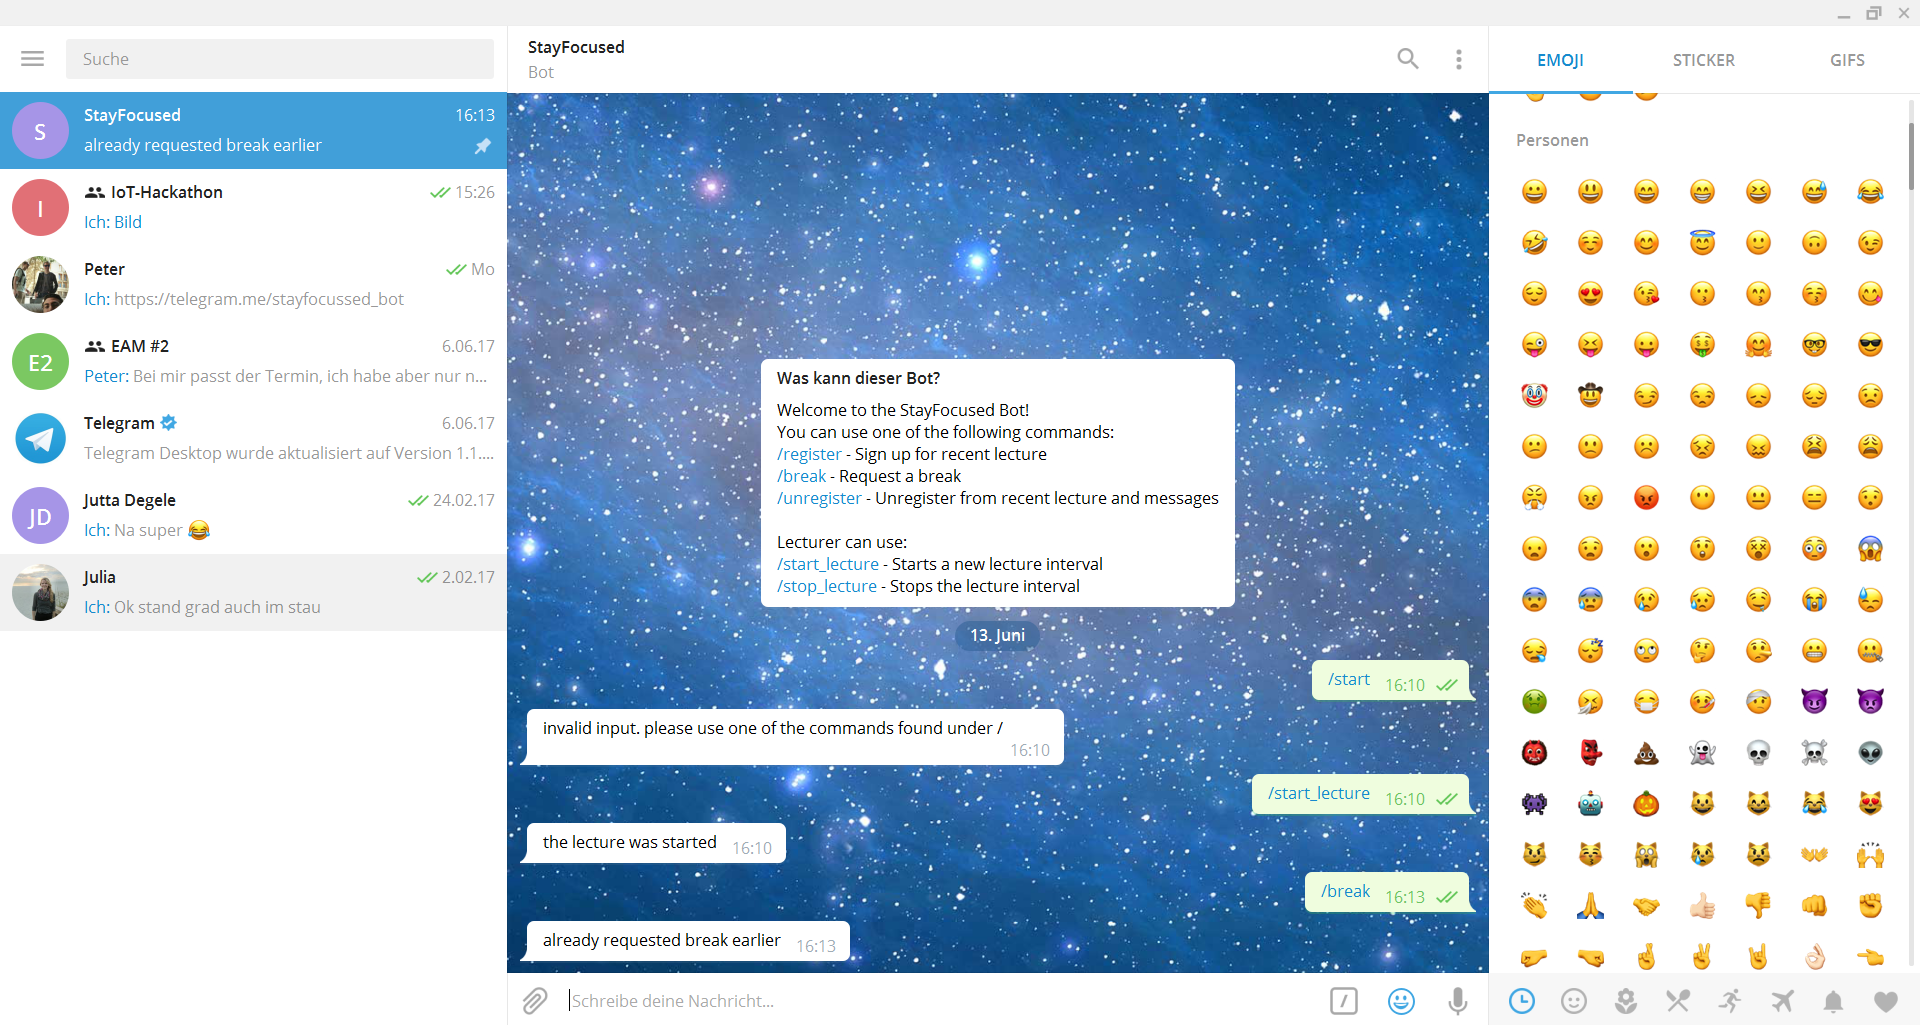 Suche
S
StayFocused
16:13
already requested break earlier
I
IoT-Hackathon
15:26
Ich: Bild
Peter
Mo
Ich: https://telegram.me/stayfocussed_bot
E2
EAM #2
6.06.17
Peter: Bei mir passt der Termin, ich habe aber nur n...
Telegram
6.06.17
Telegram Desktop wurde aktualisiert auf Version 1.1....
JD
Jutta Degele
24.02.17
Ich: Na super 😂
Julia
2.02.17
Ich: Ok stand grad auch im stau
StayFocused
Bot
Was kann dieser Bot?
Welcome to the StayFocused Bot!
You can use one of the following commands:
/register - Sign up for recent lecture
/break - Request a break
/unregister - Unregister from recent lecture and messages
Lecturer can use:
/start_lecture - Starts a new lecture interval
/stop_lecture - Stops the lecture interval
13. Juni
/start 16:10
invalid input. please use one of the commands found under /
16:10
/start_lecture 16:10
the lecture was started 16:10
/break 16:13
already requested break earlier 16:13
Schreibe deine Nachricht...
/
EMOJI
STICKER
GIFS
Personen